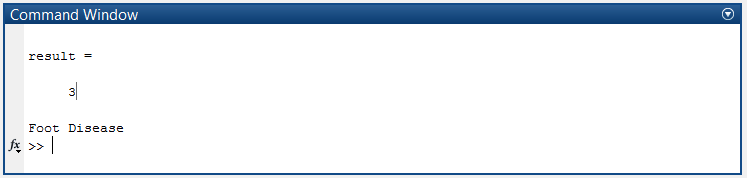 Command Window
result =
3
Foot Disease
fx >>